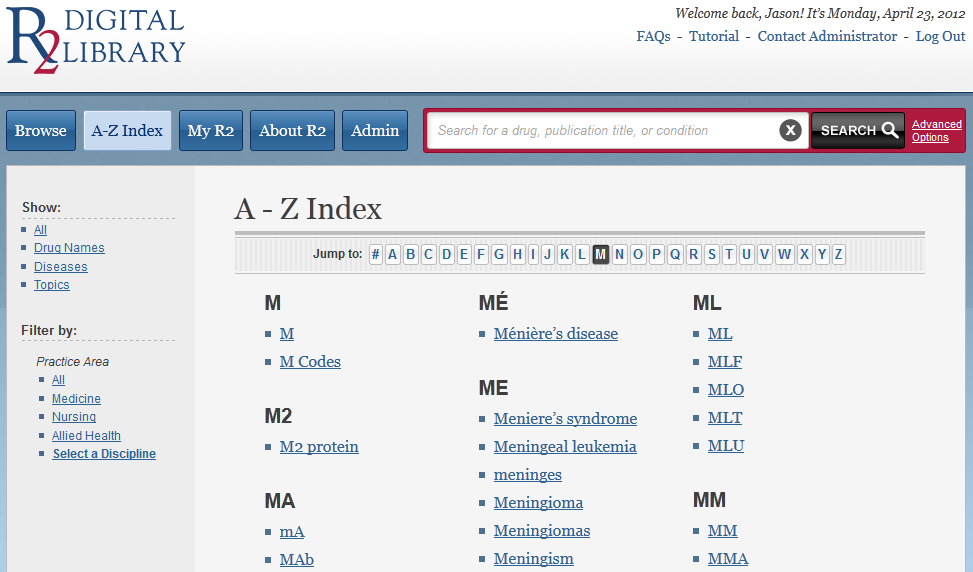 R2 DIGITAL LIBRARY
Welcome back, Jason! It's Monday, April 23, 2012
FAQs - Tutorial - Contact Administrator - Log Out
Browse
A-Z Index
My R2
About R2
Admin
Search for a drug, publication title, or condition
X
SEARCH
Advanced
Options
Show:
All
Drug Names
Diseases
Topics
Filter by:
Practice Area
All
Medicine
Nursing
Allied Health
Select a Discipline
A - Z Index
Jump to: # A B C D E F G H I J K L M N O P Q R S T U V W X Y Z
M
M
M Codes
M2
M2 protein
MA
mA
MAb
MÉ
Ménière's disease
ME
Meniere's syndrome
Meningeal leukemia
meninges
Meningioma
Meningiomas
Meningism
ML
ML
MLF
MLO
MLT
MLU
MM
MM
MMA